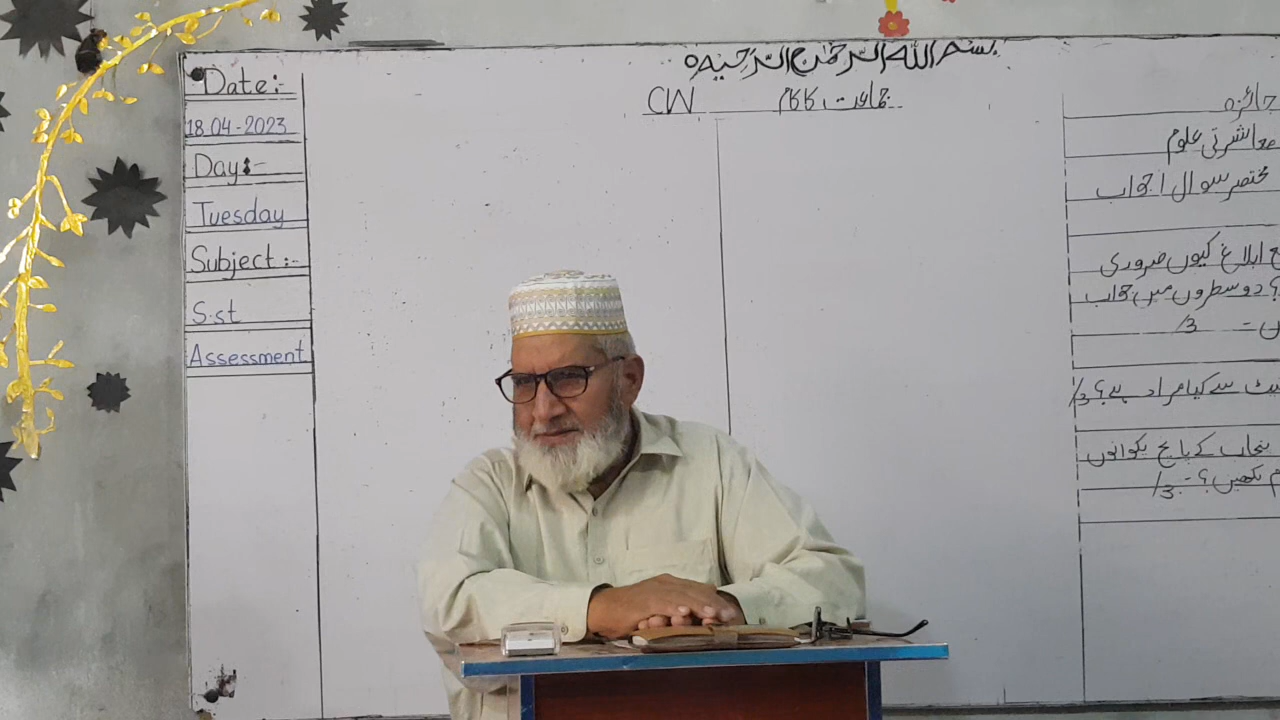 بسم اللہ الرحمٰن الرحیم
CW جماعت کا کام
Date:-
18.04-2023
Day:-
Tuesday
Subject:-
S.st
Assessment
جائزہ
معاشرتی علوم
مختصر سوال / جواب
ابلاغ کیوں ضروری
؟ دو سطروں میں جواب
3/
سے کیا مراد ہے؟ 3/
پنجاب کے پانچ پکوانوں
لکھیں؟ 3/